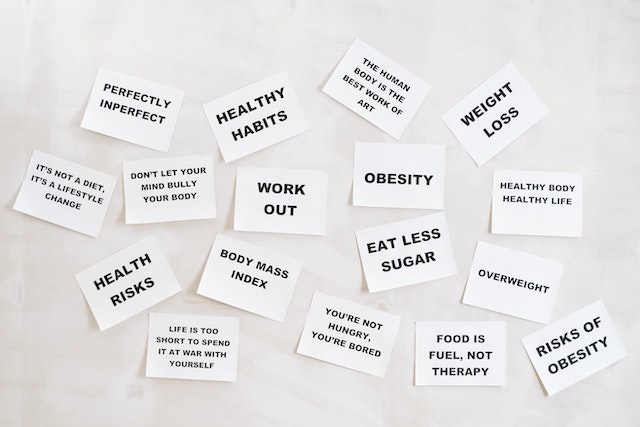 PERFECTLY
INPERFECT
HEALTHY
HABITS
THE HUMAN
BODY IS THE
BEST WORK OF
ART
WEIGHT
LOSS
IT'S NOT A DIET,
IT'S A LIFESTYLE
CHANGE
DON'T LET YOUR
MIND BULLY
YOUR BODY
WORK
OUT
OBESITY
HEALTHY BODY
HEALTHY LIFE
HEALTH
RISKS
BODY MASS
INDEX
EAT LESS
SUGAR
OVERWEIGHT
LIFE IS TOO
SHORT TO SPEND
IT AT WAR WITH
YOURSELF
YOU'RE NOT
HUNGRY,
YOU'RE BORED
FOOD IS
FUEL, NOT
THERAPY
RISKS OF
OBESITY